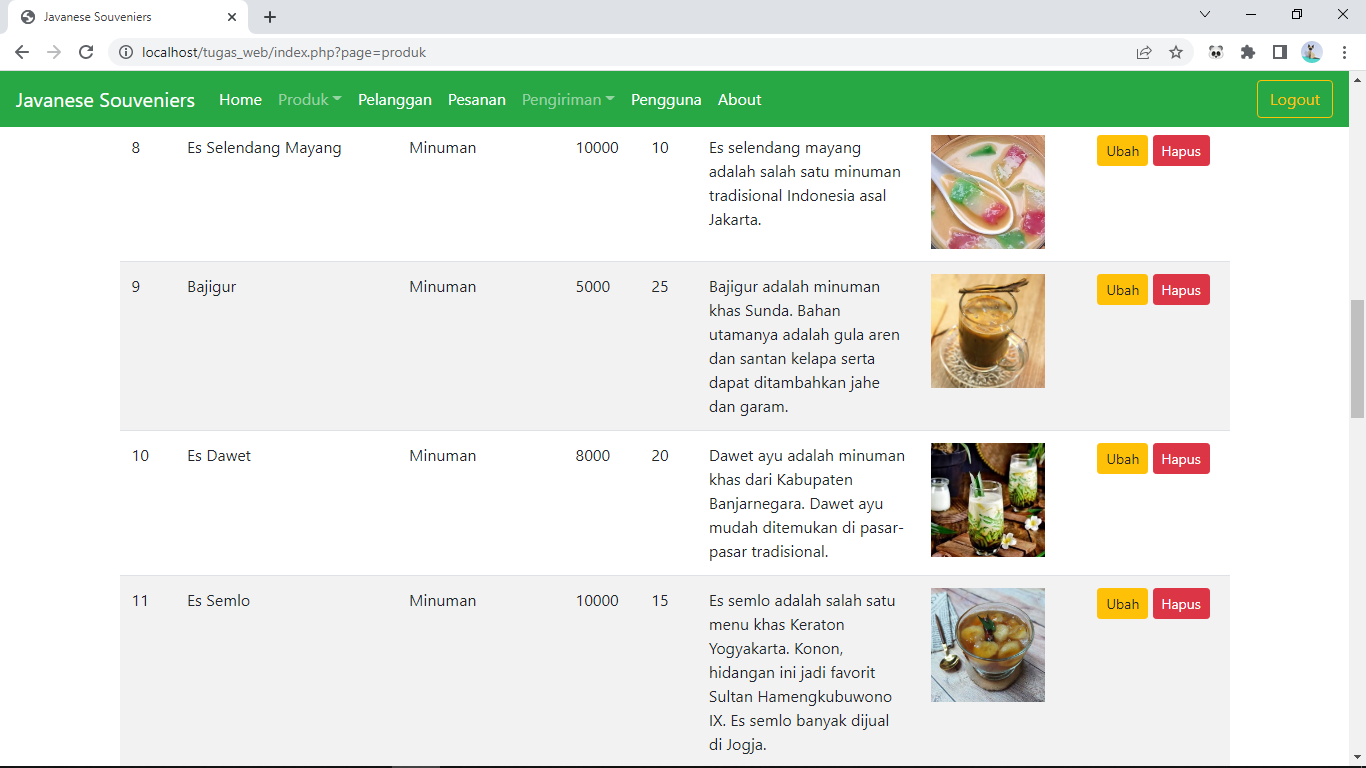 Javanese Souveniers
localhost/tugas_web/index.php?page=produk
Javanese Souveniers Home Produk Pelanggan Pesanan Pengiriman Pengguna About Logout
8 Es Selendang Mayang Minuman 10000 10 Es selendang mayang Ubah Hapus
adalah salah satu minuman
tradisional Indonesia asal
Jakarta.
9 Bajigur Minuman 5000 25 Bajigur adalah minuman Ubah Hapus
khas Sunda. Bahan
utamanya adalah gula aren
dan santan kelapa serta
dapat ditambahkan jahe
dan garam.
10 Es Dawet Minuman 8000 20 Dawet ayu adalah minuman Ubah Hapus
khas dari Kabupaten
Banjarnegara. Dawet ayu
mudah ditemukan di pasar-
pasar tradisional.
11 Es Semlo Minuman 10000 15 Es semlo adalah salah satu Ubah Hapus
menu khas Keraton
Yogyakarta. Konon,
hidangan ini jadi favorit
Sultan Hamengkubuwono
IX. Es semlo banyak dijual
di Jogja.